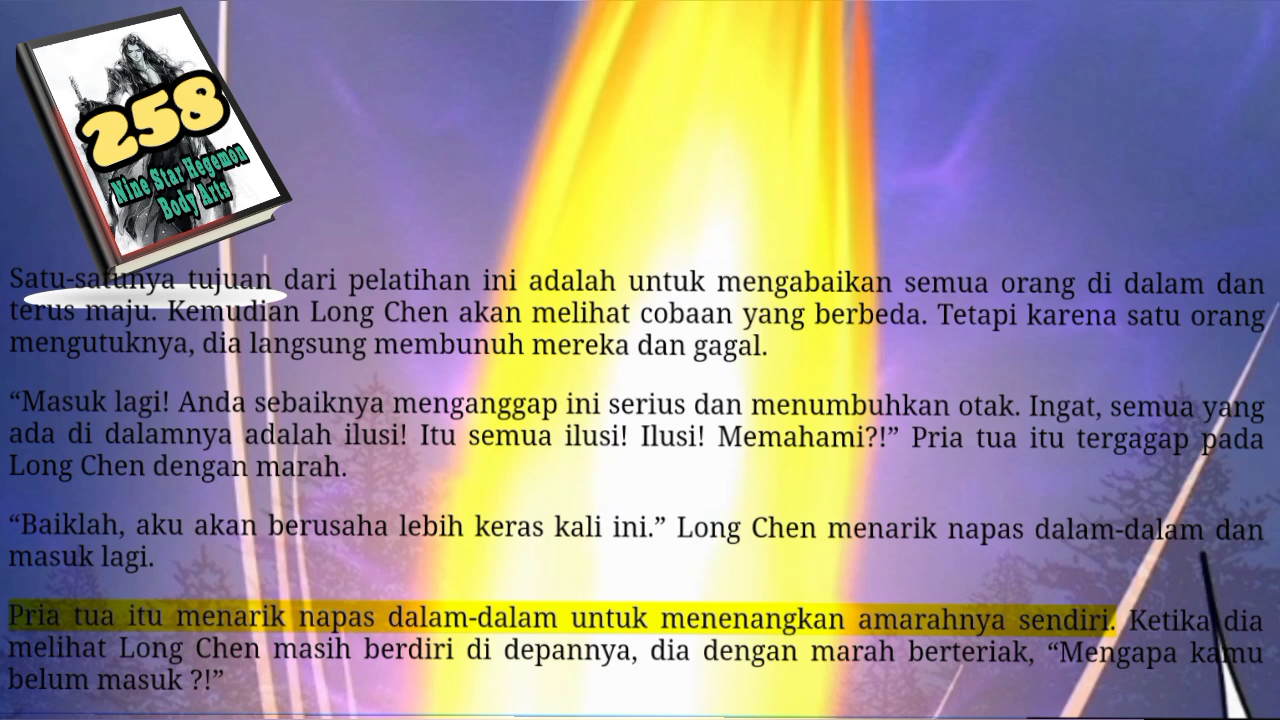 258
Nine Star Hegemon
Body Arts
Satu-satunya tujuan dari pelatihan ini adalah untuk mengabaikan semua orang di dalam dan
terus maju. Kemudian Long Chen akan melihat cobaan yang berbeda. Tetapi karena satu orang
mengutuknya, dia langsung membunuh mereka dan gagal.
“Masuk lagi! Anda sebaiknya menganggap ini serius dan menumbuhkan otak. Ingat, semua yang
ada di dalamnya adalah ilusi! Itu semua ilusi! Ilusi! Memahami?!” Pria tua itu tergagap pada
Long Chen dengan marah.
“Baiklah, aku akan berusaha lebih keras kali ini.” Long Chen menarik napas dalam-dalam dan
masuk lagi.
Pria tua itu menarik napas dalam-dalam untuk menenangkan amarahnya sendiri. Ketika dia
melihat Long Chen masih berdiri di depannya, dia dengan marah berteriak, “Mengapa kamu
belum masuk ?!”